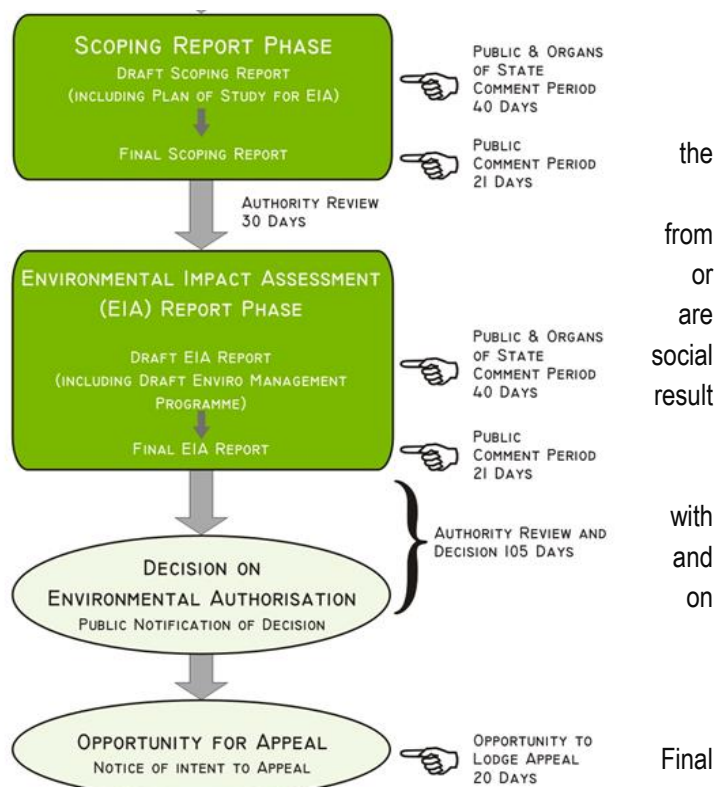 SCOPING REPORT PHASE
DRAFT SCOPING REPORT
(INCLUDING PLAN OF STUDY FOR EIA)
FINAL SCOPING REPORT
PUBLIC & ORGANS
OF STATE
COMMENT PERIOD
40 DAYS
PUBLIC
COMMENT PERIOD
21 DAYS
the
AUTHORITY REVIEW
30 DAYS
from
or
are
social
result
ENVIRONMENTAL IMPACT ASSESSMENT
(EIA) REPORT PHASE
DRAFT EIA REPORT
(INCLUDING DRAFT ENVIRO MANAGEMENT
PROGRAMME)
FINAL EIA REPORT
PUBLIC & ORGANS
OF STATE
COMMENT PERIOD
40 DAYS
PUBLIC
COMMENT PERIOD
21 DAYS
with
and
on
AUTHORITY REVIEW AND
DECISION 105 DAYS
DECISION ON
ENVIRONMENTAL AUTHORISATION
PUBLIC NOTIFICATION OF DECISION
OPPORTUNITY FOR APPEAL
NOTICE OF INTENT TO APPEAL
OPPORTUNITY TO
LODGE APPEAL
20 DAYS
Final